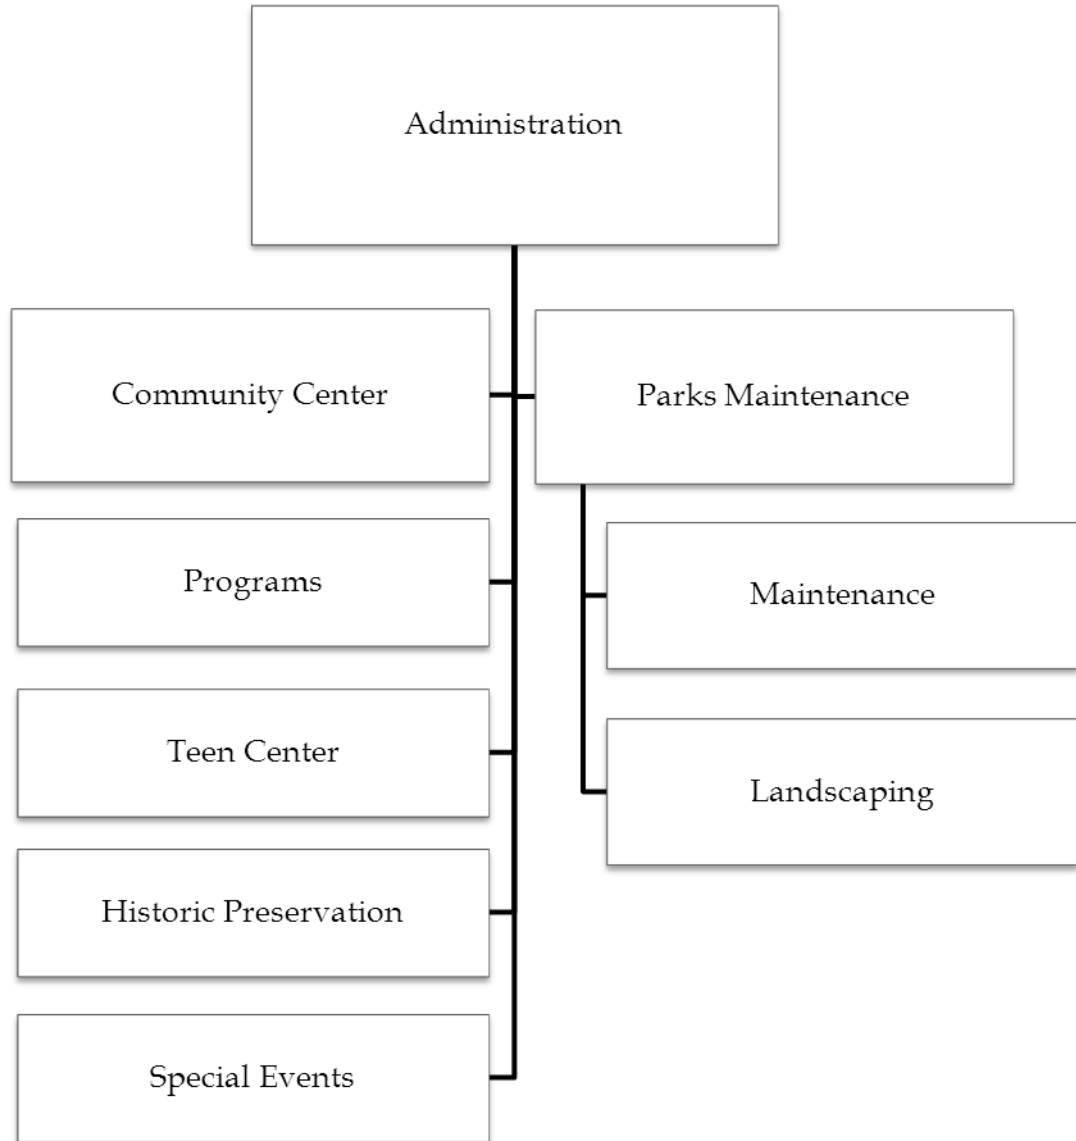 Administration
Community Center
Parks Maintenance
Programs
Maintenance
Teen Center
Landscaping
Historic Preservation
Special Events